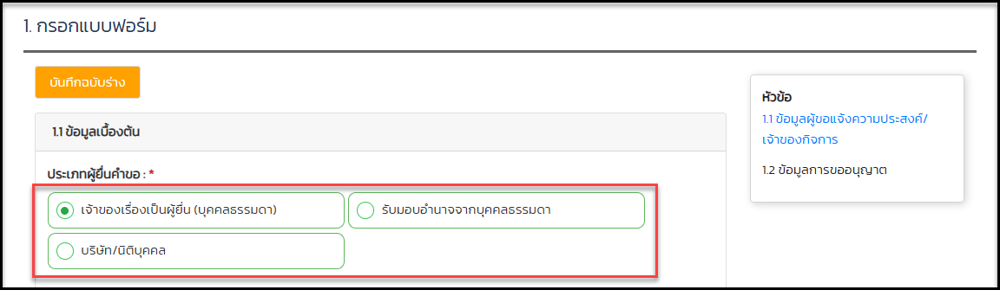 1. กรอกแบบฟอร์ม
บันทึกฉบับร่าง
1.1 ข้อมูลเบื้องต้น
ประเภทผู้ยื่นคำขอ : *
เจ้าของเรื่องเป็นผู้ยื่น (บุคคลธรรมดา)
รับมอบอำนาจจากบุคคลธรรมดา
บริษัท/นิติบุคคล
หัวข้อ
1.1 ข้อมูลผู้ขอแจ้งความประสงค์/
เจ้าของกิจการ
1.2 ข้อมูลการขออนุญาต